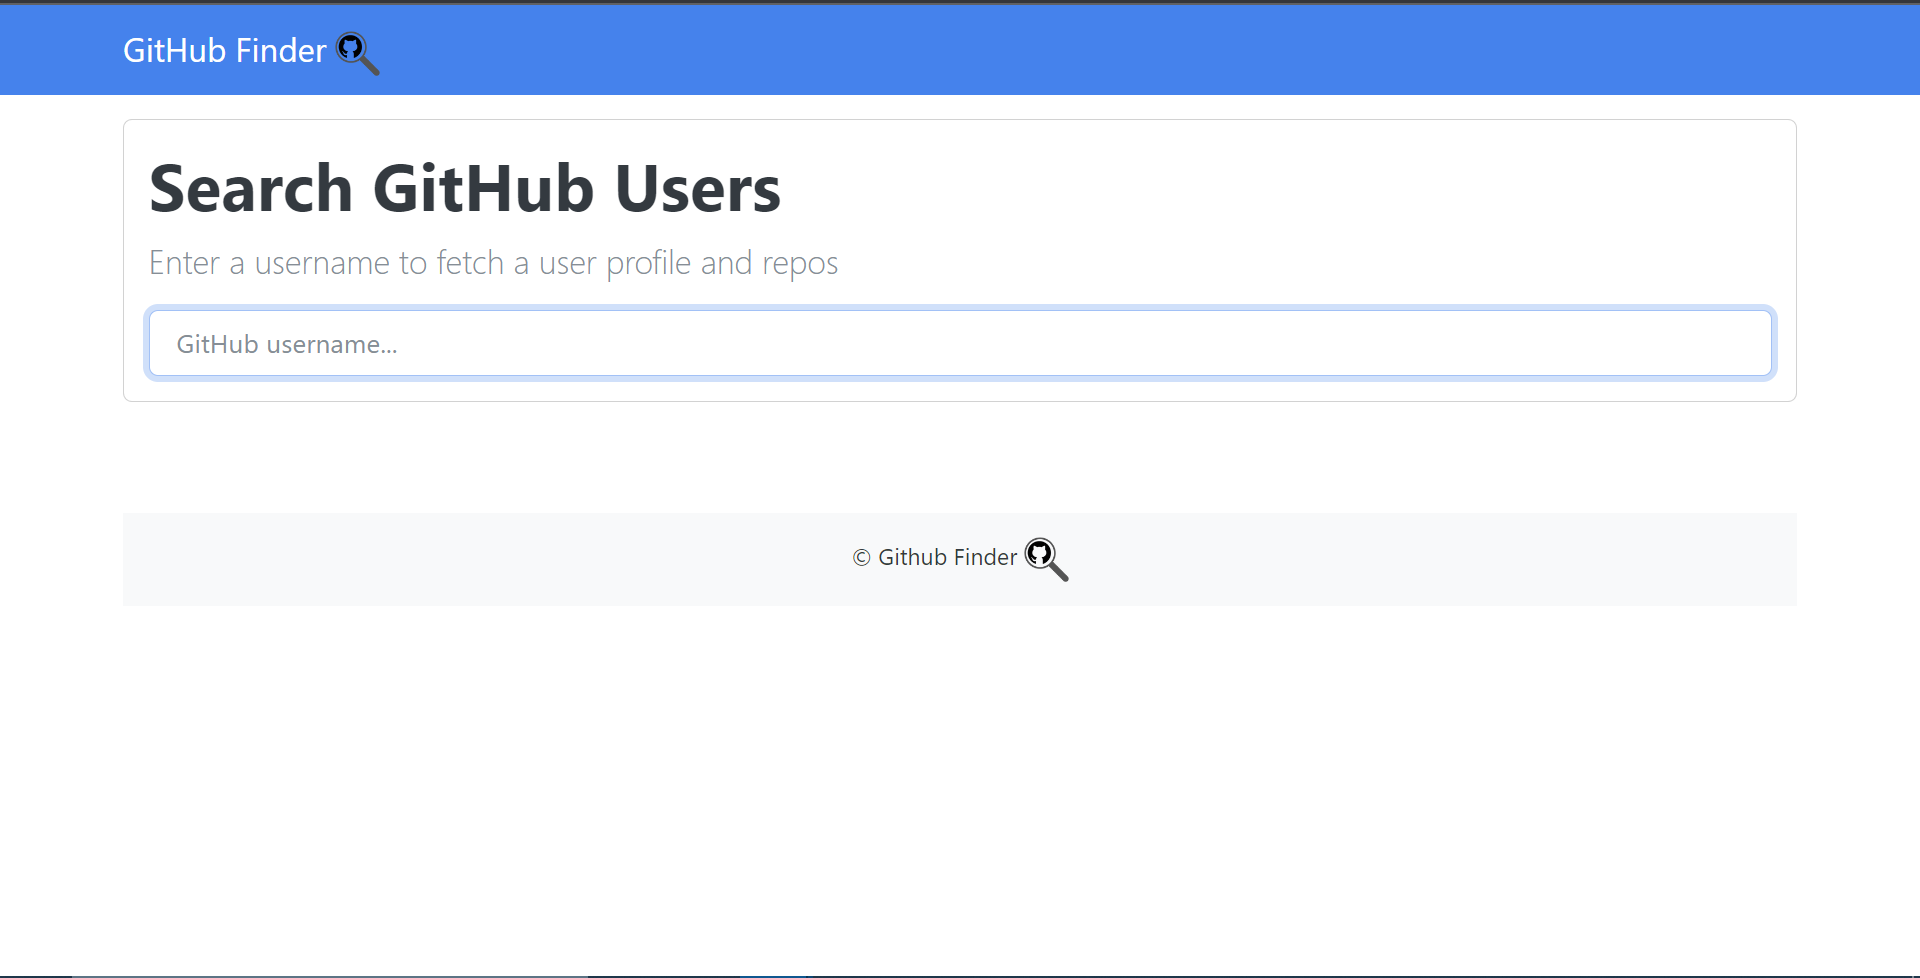 GitHub Finder
Search GitHub Users
Enter a username to fetch a user profile and repos
GitHub username...
© Github Finder